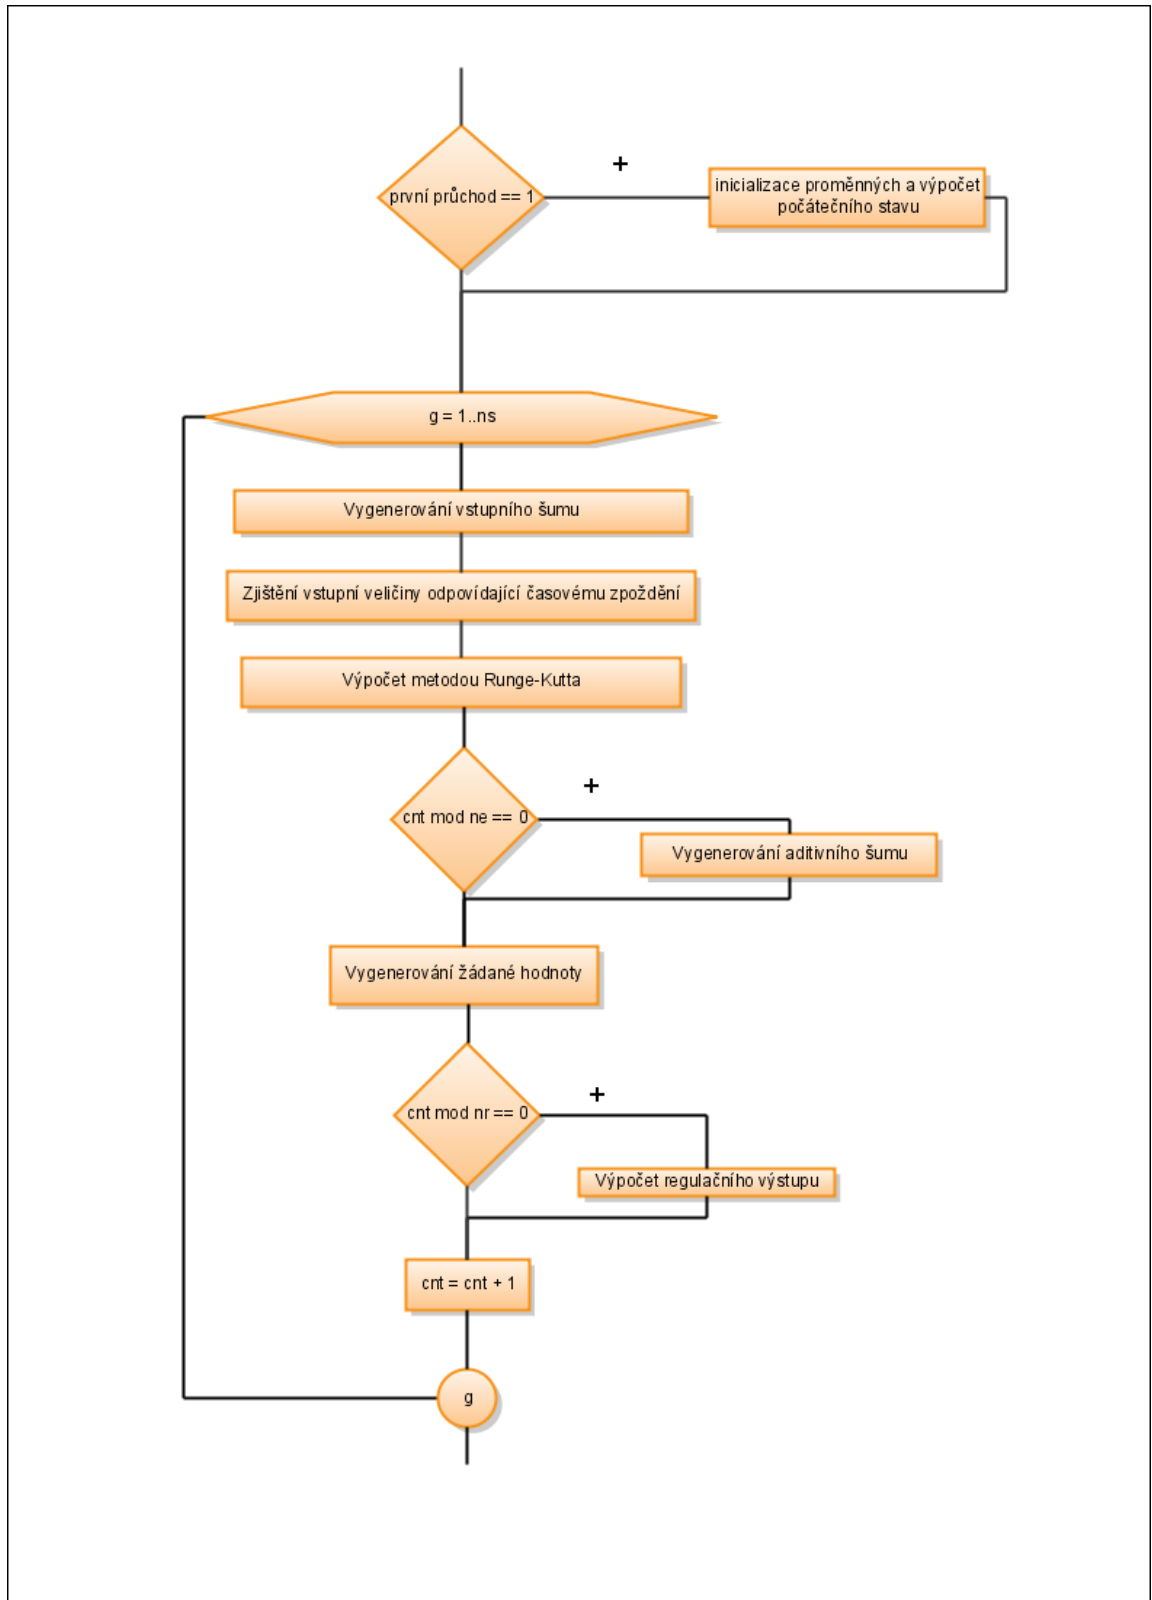 +
první průchod == 1
inicializace proměnných a výpočet
počátečního stavu
g = 1..ns
Vygenerování vstupního šumu
Zjištění vstupní veličiny odpovídající časovému zpoždění
Výpočet metodou Runge-Kutta
+
cnt mod ne == 0
Vygenerování aditivního šumu
Vygenerování žádané hodnoty
+
cnt mod nr == 0
Výpočet regulačního výstupu
cnt = cnt + 1
g